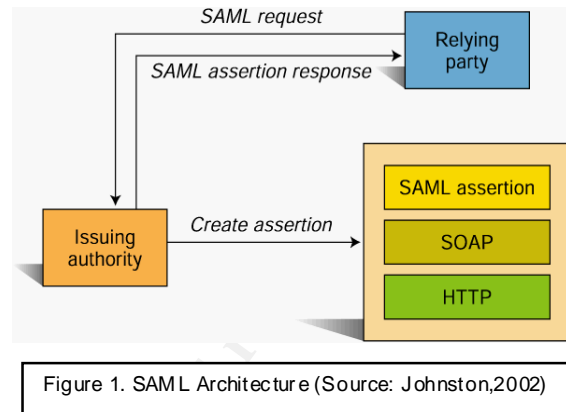 SAML request
Relying
party
SAML assertion response
SAML assertion
Create assertion
Issuing
authority
SOAP
HTTP
Figure 1. SAML Architecture (Source: Johnston,2002)